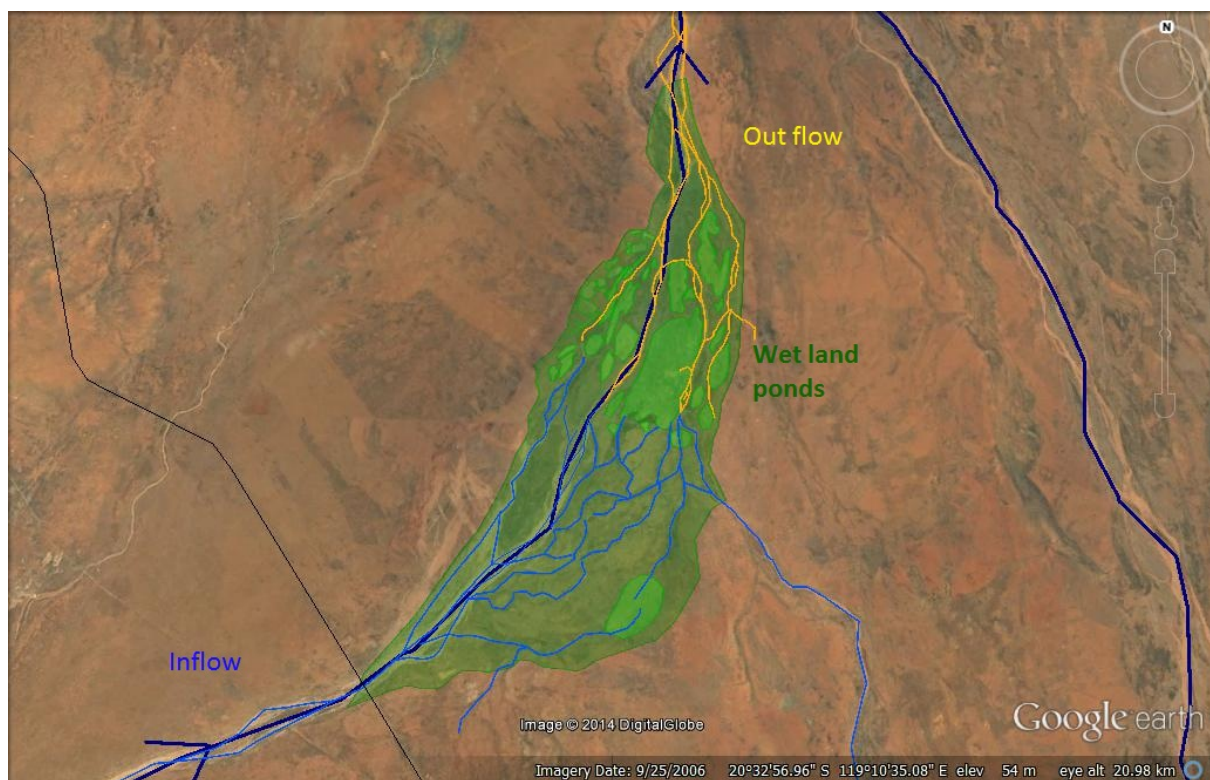 N
Out flow
Wet land
ponds
Inflow
Image © 2014 DigitalGlobe
Google earth
Imagery Date: 9/25/2006 20°32'56.96" S 119°10'35.08" E elev 54 m eye alt 20.98 km